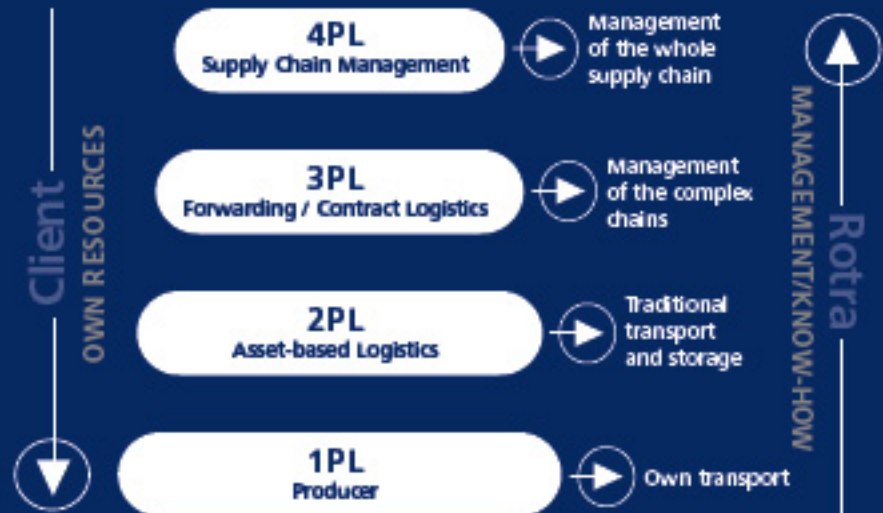 4PL
Supply Chain Management
Management
of the whole
supply chain
3PL
Forwarding / Contract Logistics
Management
of the complex
chains
2PL
Asset-based Logistics
Traditional
transport
and storage
1PL
Producer
Own transport
Client
OWN RESOURCES
MANAGEMENT/KNOW-HOW
Rotra